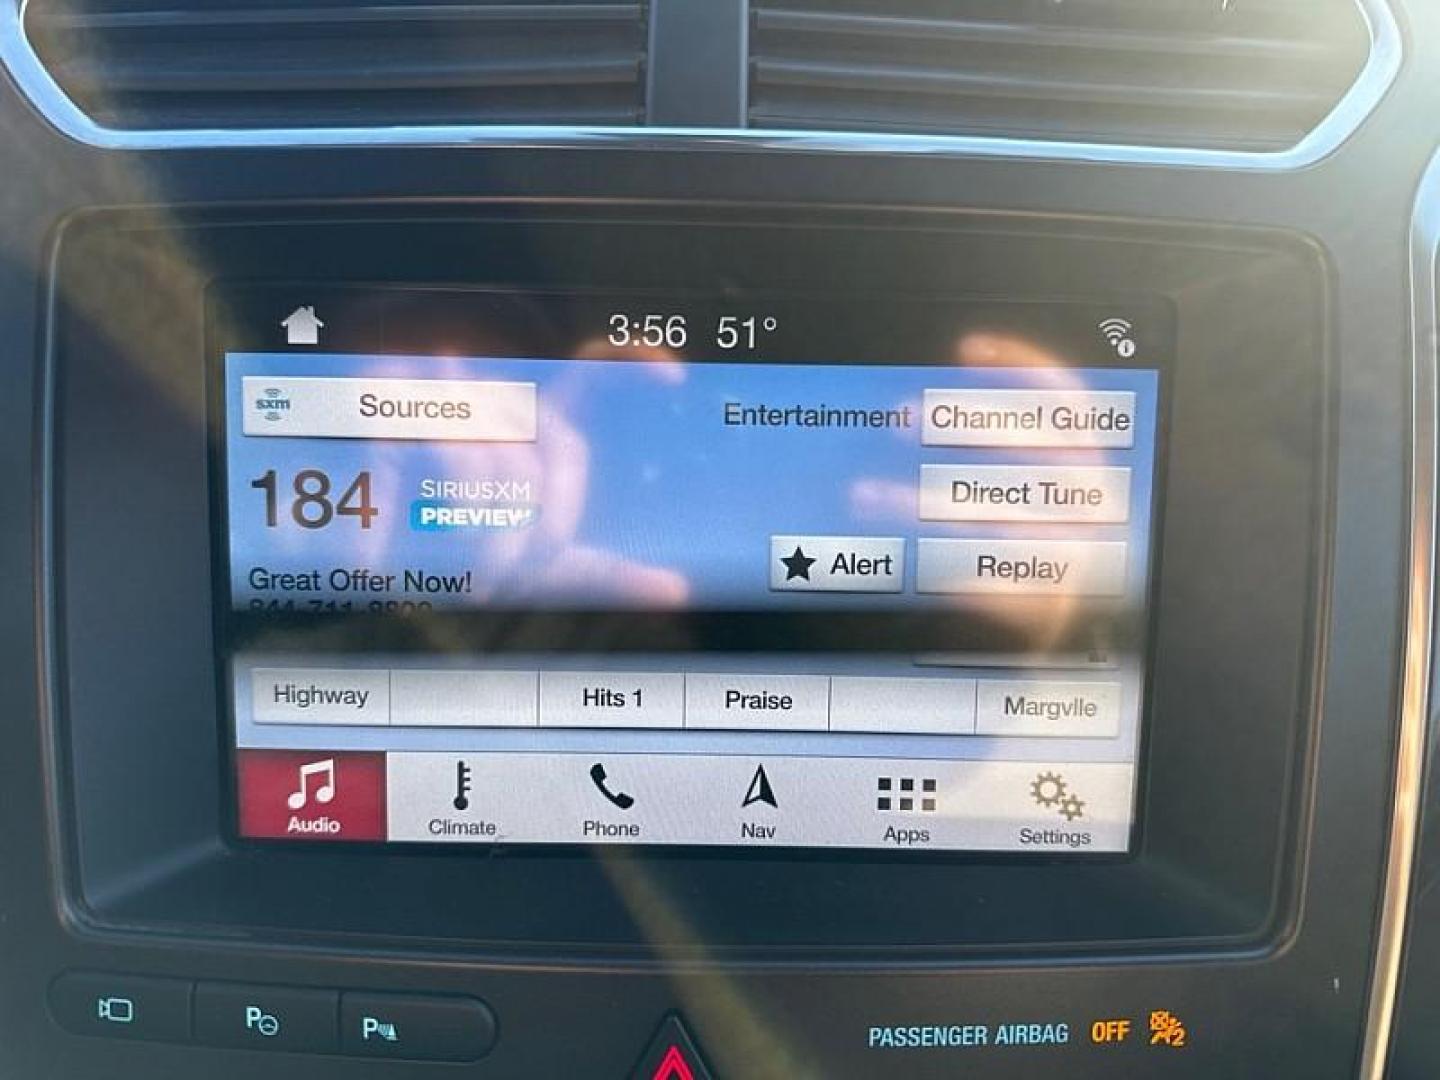 3:56 51°
sxm Sources
Entertainment
Channel Guide
184
SIRIUSXM
PREVIEW
Direct Tune
Alert
Replay
Great Offer Now!
Highway
Hits 1
Praise
Margvlle
Audio
Climate
Phone
Nav
Apps
Settings
P
P
PASSENGER AIRBAG OFF
2